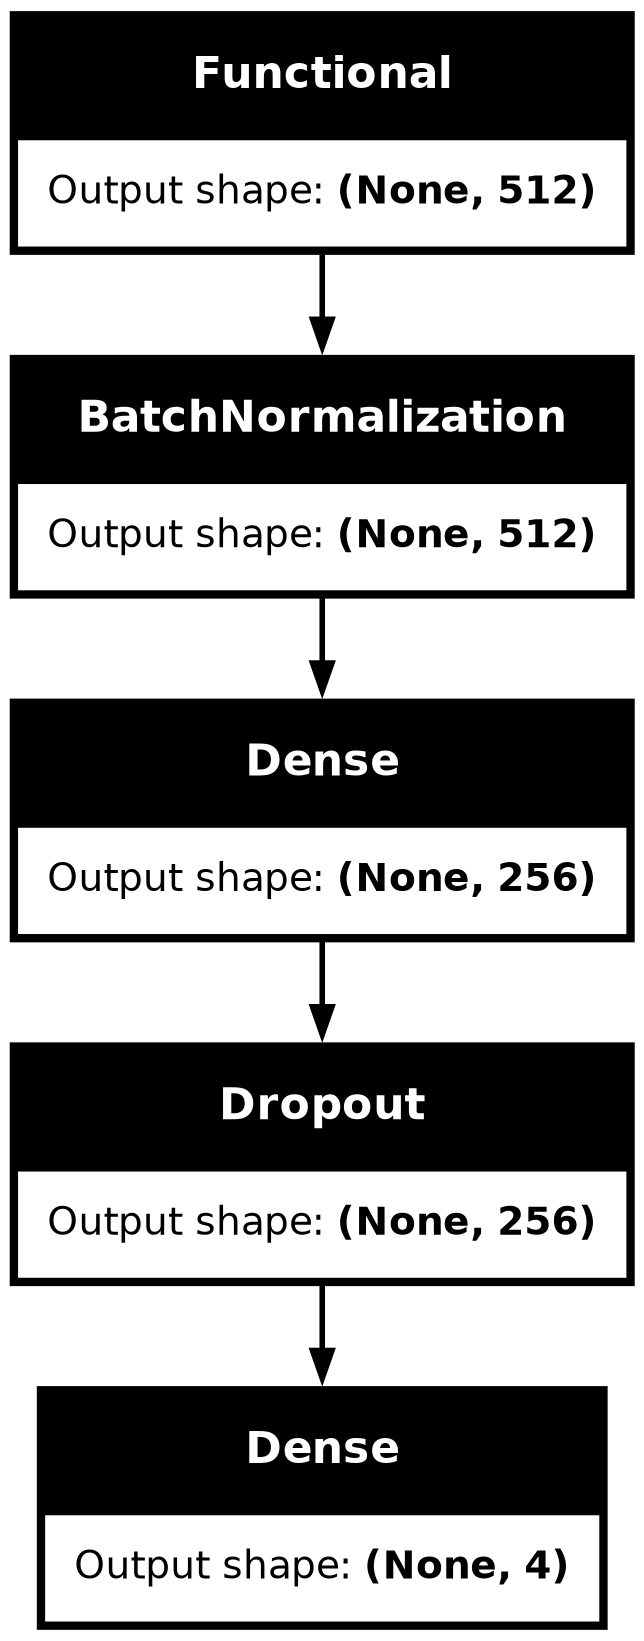 Functional
Output shape: (None, 512)
BatchNormalization
Output shape: (None, 512)
Dense
Output shape: (None, 256)
Dropout
Output shape: (None, 256)
Dense
Output shape: (None, 4)